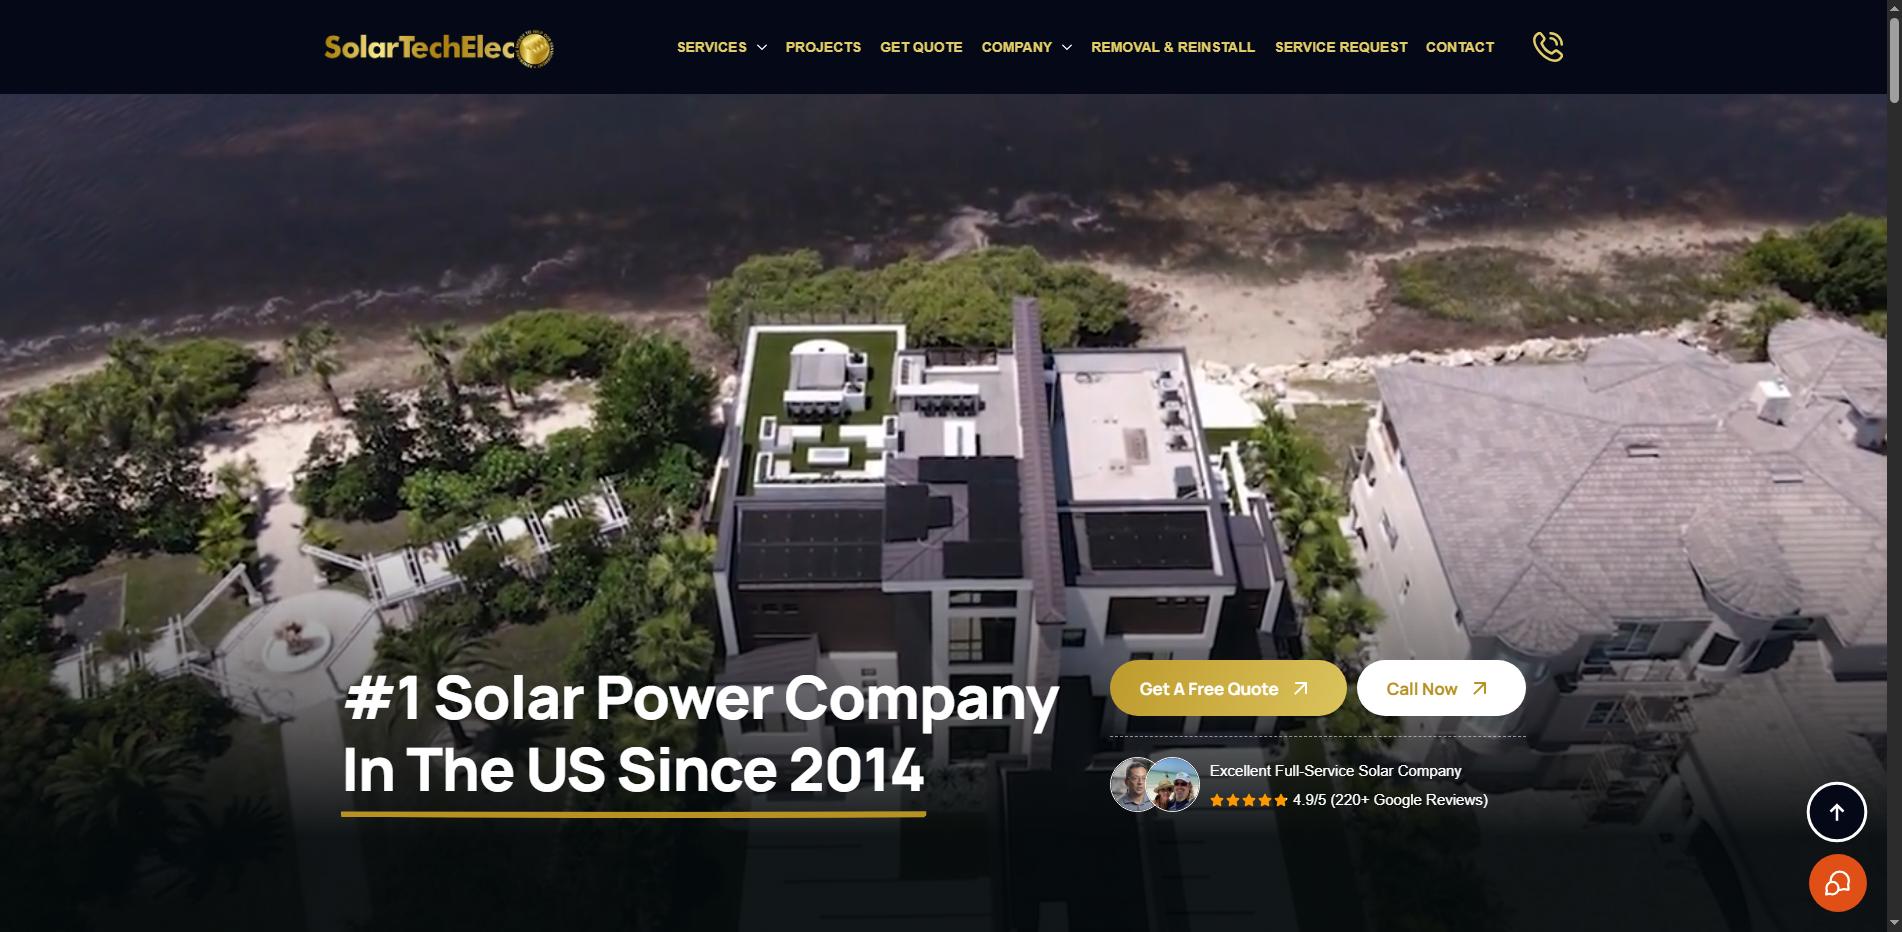 SolarTechElec
SERVICES PROJECTS GET QUOTE COMPANY REMOVAL & REINSTALL SERVICE REQUEST CONTACT
#1 Solar Power Company
In The US Since 2014
Get A Free Quote Call Now
Excellent Full-Service Solar Company
4.9/5 (220+ Google Reviews)